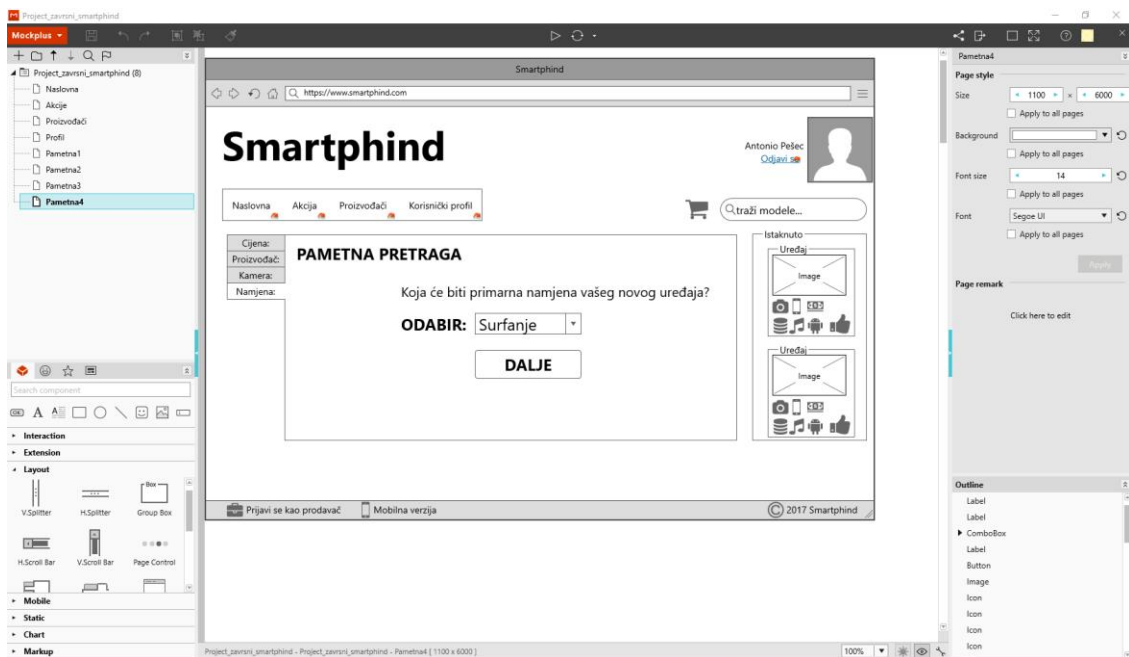 Project_zavrsni_smartphind
Mockplus
Project_zavrsni_smartphind (8)
Naslovna
Akcije
Proizvođači
Profil
Pametna1
Pametna2
Pametna3
Pametna4
Search component
OK A A
Interaction
Extension
Layout
Box
V.Splitter H.Splitter Group Box
H.Scroll Bar V.Scroll Bar Page Control
Mobile
Static
Chart
Markup
Smartphind
https://www.smartphind.com
Smartphind
Antonio Pešec
Odjavi se
Naslovna Akcija Proizvođači Korisnički profil
traži modele...
Cijena:
Proizvođač:
Kamera:
Namjena:
PAMETNA PRETRAGA
Koja će biti primarna namjena vašeg novog uređaja?
ODABIR: Surfanje
DALJE
Istaknuto
Uređaj
Image
Uređaj
Image
Prijavi se kao prodavač Mobilna verzija © 2017 Smartphind
Project_zavrsni_smartphind - Project_zavrsni_smartphind - Pametna4 [ 1100 x 6000 ]
100%
Pametna4
Page style
Size 1100 x 6000
Apply to all pages
Background
Apply to all pages
Font size 14
Apply to all pages
Font Segoe UI
Apply to all pages
Apply
Page remark
Click here to edit
Outline
Label
Label
ComboBox
Label
Button
Image
Icon
Icon
Icon
Icon